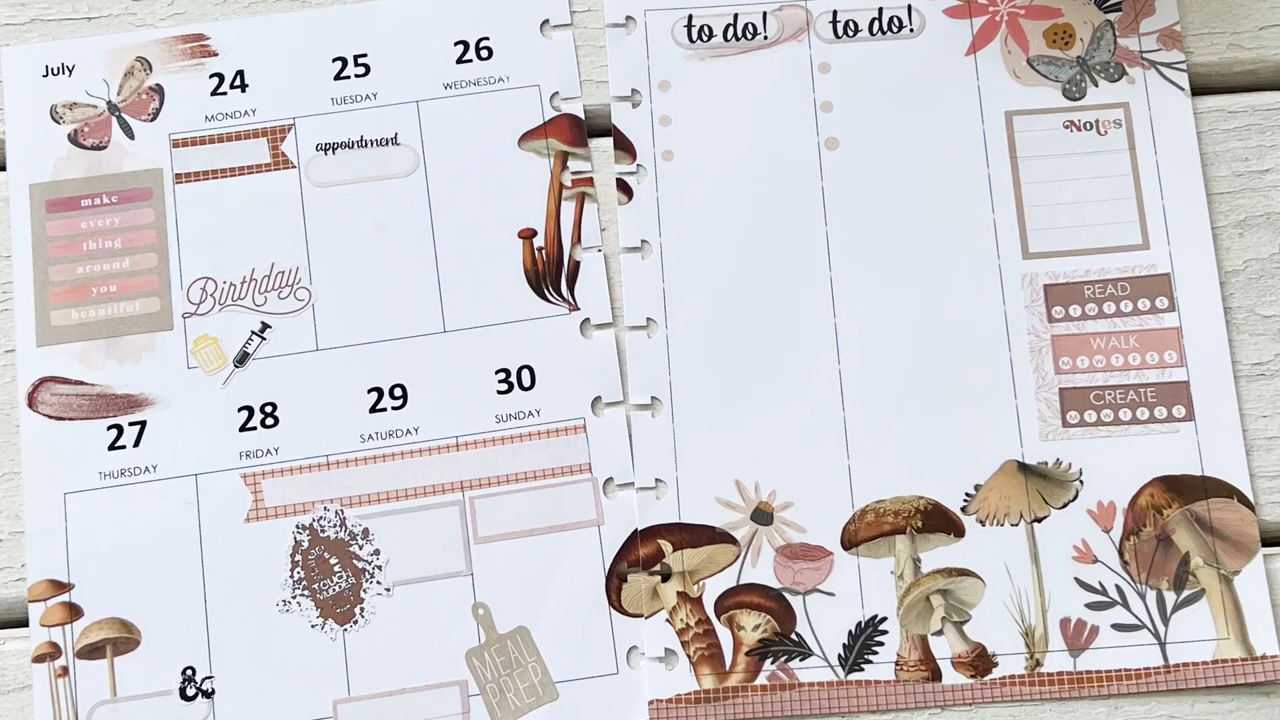 July
24
MONDAY
25
TUESDAY
26
WEDNESDAY
appointment
make
every
thing
around
you
beautiful
Birthday
27
THURSDAY
28
FRIDAY
29
SATURDAY
30
SUNDAY
TOUGH
MUDDER
&
MEAL
PREP
to do!
to do!
Notes
READ
M T W T F S S
WALK
M T W T F S S
CREATE
M T W T F S S